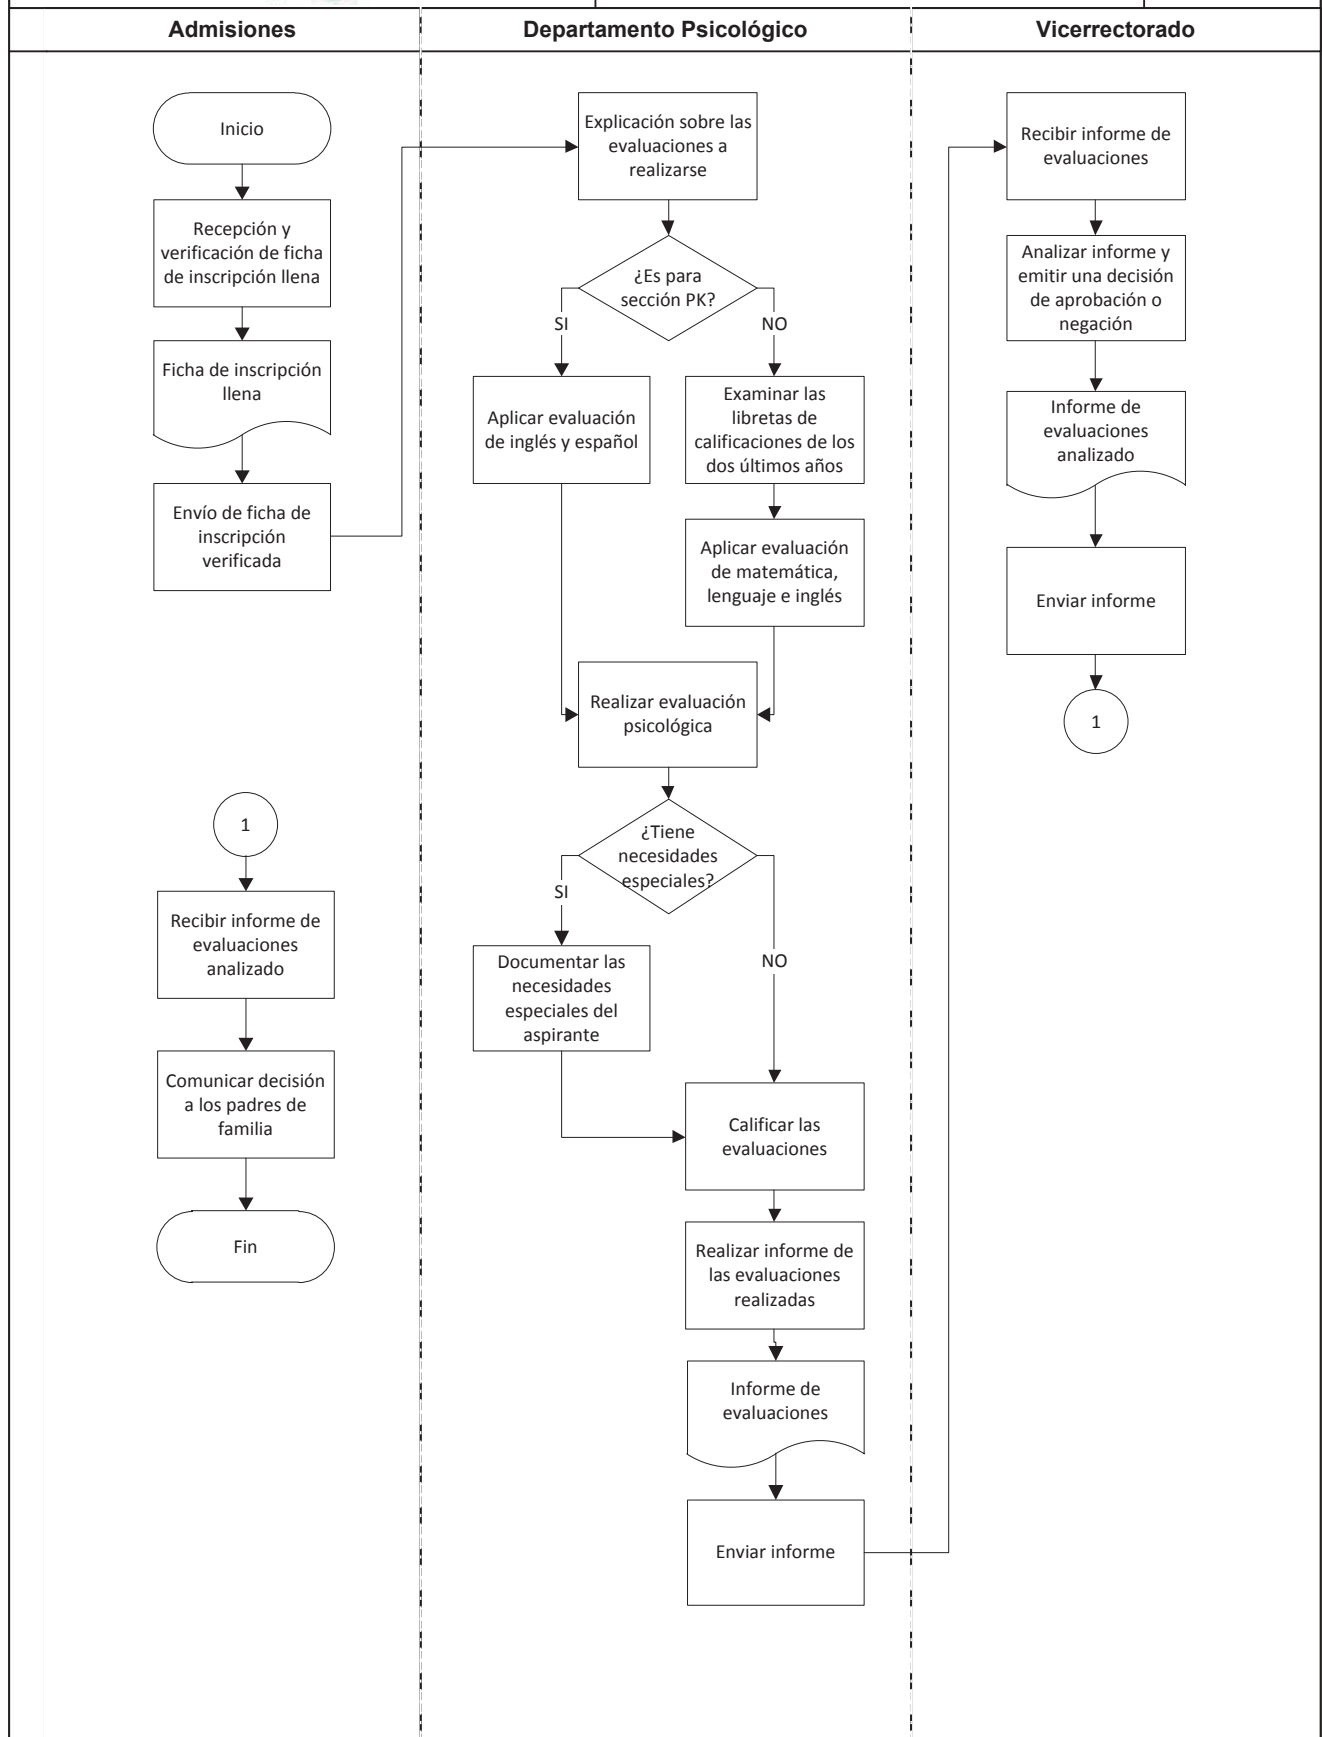 Admisiones
Departamento Psicológico
Vicerrectorado
Inicio
Recepción y
verificación de ficha
de inscripción llena
Ficha de inscripción
llena
Envío de ficha de
inscripción
verificada
1
Recibir informe de
evaluaciones
analizado
Comunicar decisión
a los padres de
familia
Fin
Explicación sobre las
evaluaciones a
realizarse
¿Es para
sección PK?
SI
NO
Aplicar evaluación
de inglés y español
Examinar las
libretas de
calificaciones de los
dos últimos años
Aplicar evaluación
de matemática,
lenguaje e inglés
Realizar evaluación
psicológica
¿Tiene
necesidades
especiales?
SI
NO
Documentar las
necesidades
especiales del
aspirante
Calificar las
evaluaciones
Realizar informe de
las evaluaciones
realizadas
Informe de
evaluaciones
Enviar informe
Recibir informe de
evaluaciones
Analizar informe y
emitir una decisión
de aprobación o
negación
Informe de
evaluaciones
analizado
Enviar informe
1